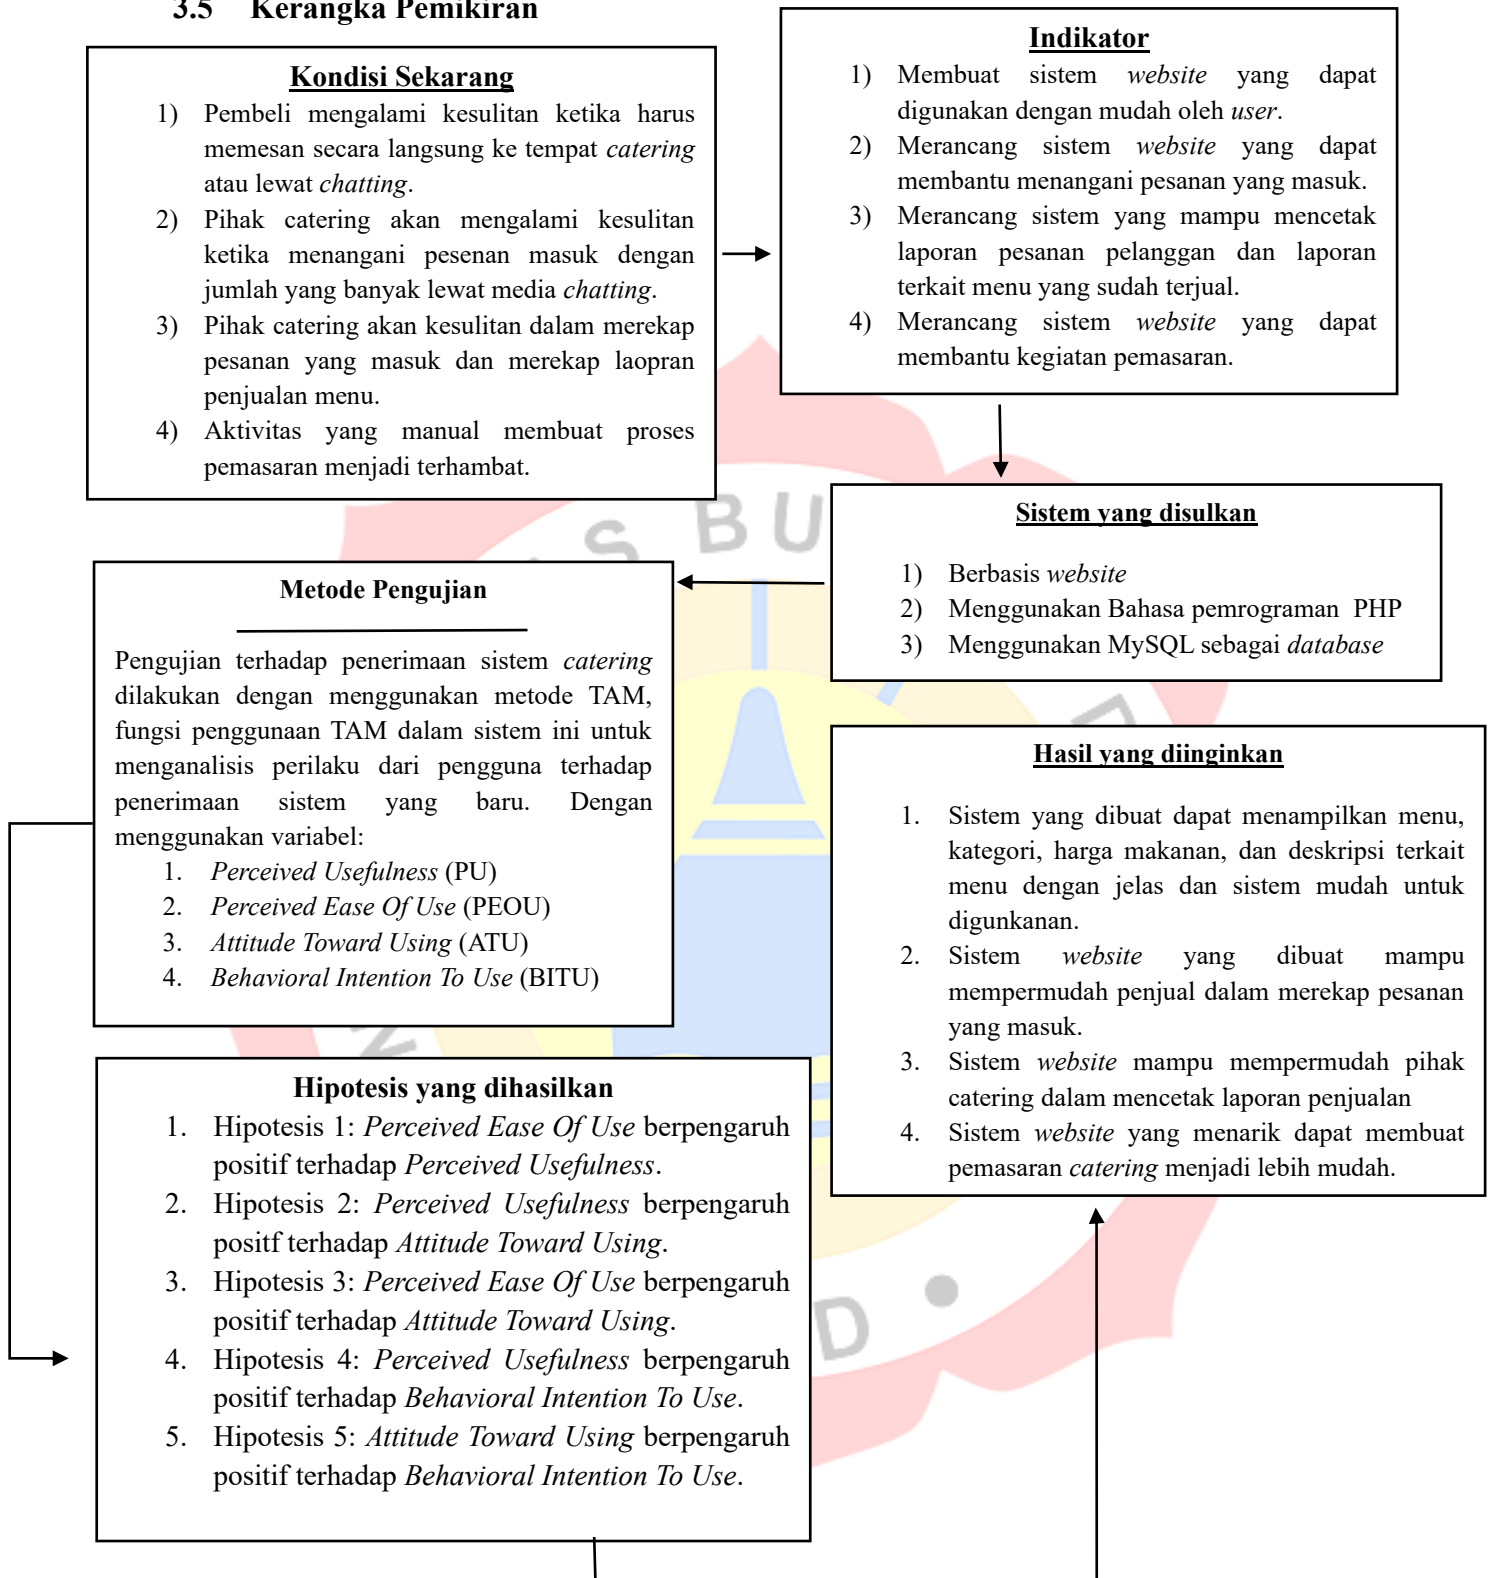 3.5 Kerangka Pemikiran
Kondisi Sekarang
1) Pembeli mengalami kesulitan ketika harus
memesan secara langsung ke tempat catering
atau lewat chatting.
2) Pihak catering akan mengalami kesulitan
ketika menangani pesenan masuk dengan
jumlah yang banyak lewat media chatting.
3) Pihak catering akan kesulitan dalam merekap
pesanan yang masuk dan merekap laopran
penjualan menu.
4) Aktivitas yang manual membuat proses
pemasaran menjadi terhambat.
Indikator
1) Membuat sistem website yang dapat
digunakan dengan mudah oleh user.
2) Merancang sistem website yang dapat
membantu menangani pesanan yang masuk.
3) Merancang sistem yang mampu mencetak
laporan pesanan pelanggan dan laporan
terkait menu yang sudah terjual.
4) Merancang sistem website yang dapat
membantu kegiatan pemasaran.
Sistem yang disulkan
1) Berbasis website
2) Menggunakan Bahasa pemrograman PHP
3) Menggunakan MySQL sebagai database
Metode Pengujian
Pengujian terhadap penerimaan sistem catering
dilakukan dengan menggunakan metode TAM,
fungsi penggunaan TAM dalam sistem ini untuk
menganalisis perilaku dari pengguna terhadap
penerimaan sistem yang baru. Dengan
menggunakan variabel:
1. Perceived Usefulness (PU)
2. Perceived Ease Of Use (PEOU)
3. Attitude Toward Using (ATU)
4. Behavioral Intention To Use (BITU)
Hipotesis yang dihasilkan
1. Hipotesis 1: Perceived Ease Of Use berpengaruh
positif terhadap Perceived Usefulness.
2. Hipotesis 2: Perceived Usefulness berpengaruh
positf terhadap Attitude Toward Using.
3. Hipotesis 3: Perceived Ease Of Use berpengaruh
positif terhadap Attitude Toward Using.
4. Hipotesis 4: Perceived Usefulness berpengaruh
positif terhadap Behavioral Intention To Use.
5. Hipotesis 5: Attitude Toward Using berpengaruh
positif terhadap Behavioral Intention To Use.
Hasil yang diinginkan
1. Sistem yang dibuat dapat menampilkan menu,
kategori, harga makanan, dan deskripsi terkait
menu dengan jelas dan sistem mudah untuk
digunkanan.
2. Sistem website yang dibuat mampu
mempermudah penjual dalam merekap pesanan
yang masuk.
3. Sistem website mampu mempermudah pihak
catering dalam mencetak laporan penjualan
4. Sistem website yang menarik dapat membuat
pemasaran catering menjadi lebih mudah.